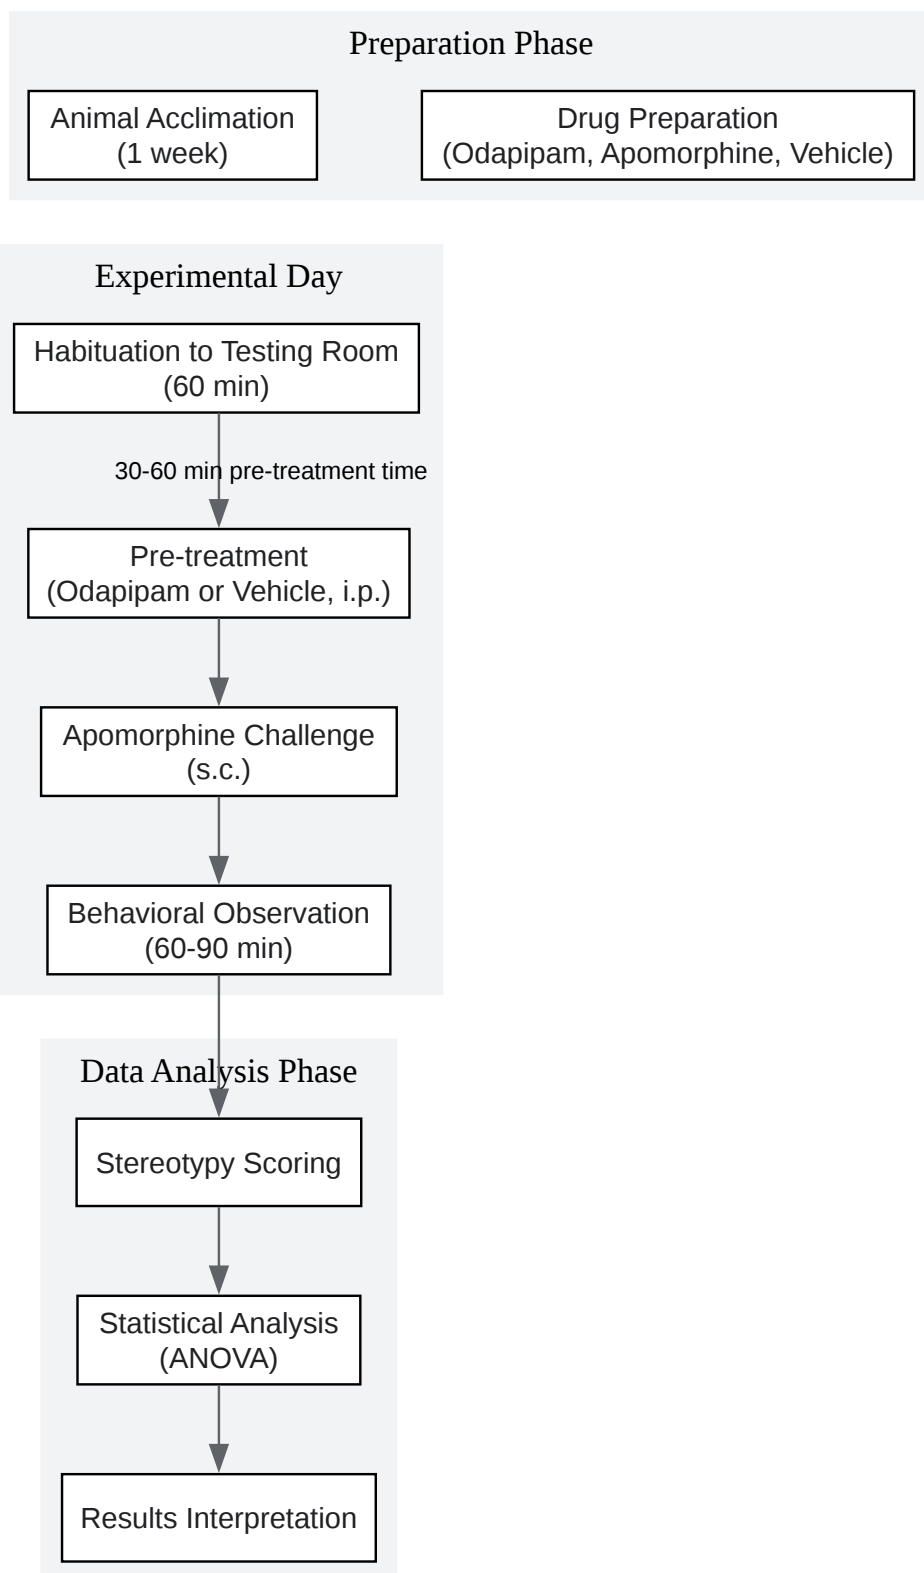 Preparation Phase
Animal Acclimation
(1 week)
Drug Preparation
(Odapipam, Apomorphine, Vehicle)
Experimental Day
Habituation to Testing Room
(60 min)
30-60 min pre-treatment time
Pre-treatment
(Odapipam or Vehicle, i.p.)
Apomorphine Challenge
(s.c.)
Behavioral Observation
(60-90 min)
Data Analysis Phase
Stereotypy Scoring
Statistical Analysis
(ANOVA)
Results Interpretation